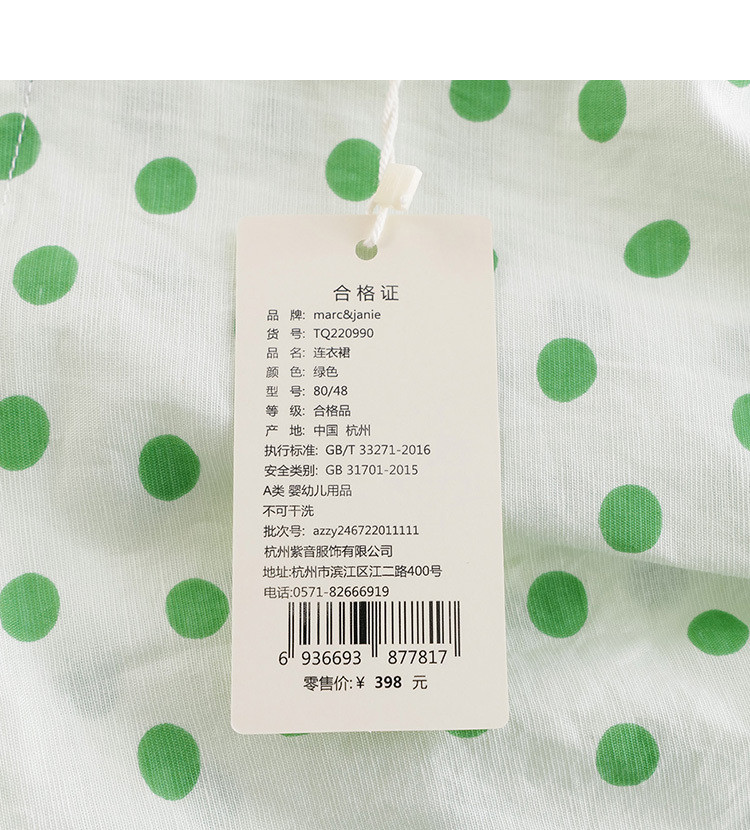 合格证
品 牌: marc&janie
货 号: TQ220990
品 名: 连衣裙
颜 色: 绿色
型 号: 80/48
等 级: 合格品
产 地: 中国 杭州
执行标准: GB/T 33271-2016
安全类别: GB 31701-2015
A类 婴幼儿用品
不可干洗
批次号: azzy246722011111
杭州紫音服饰有限公司
地址:杭州市滨江区江二路400号
电话:0571-82666919
6 936693 877817
零售价:¥ 398 元